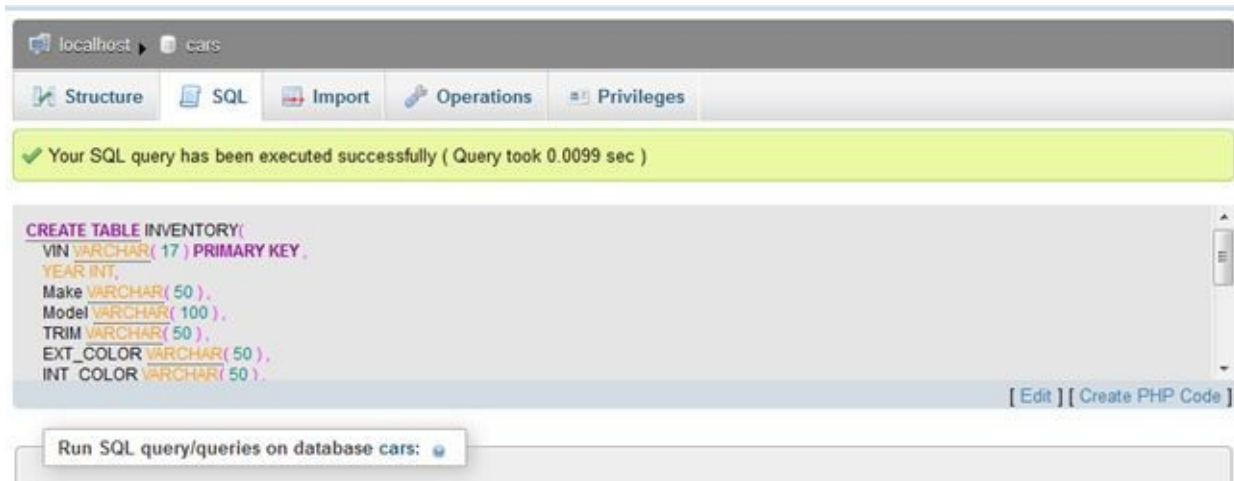 localhost cars
Structure SQL Import Operations Privileges
Your SQL query has been executed successfully ( Query took 0.0099 sec )
CREATE TABLE INVENTORY(
VIN VARCHAR( 17 ) PRIMARY KEY ,
YEAR INT,
Make VARCHAR( 50 ) ,
Model VARCHAR( 100 ) ,
TRIM VARCHAR( 50 ) ,
EXT_COLOR VARCHAR( 50 ) ,
INT_COLOR VARCHAR( 50 ) ,
[ Edit ] [ Create PHP Code ]
Run SQL query/queries on database cars: